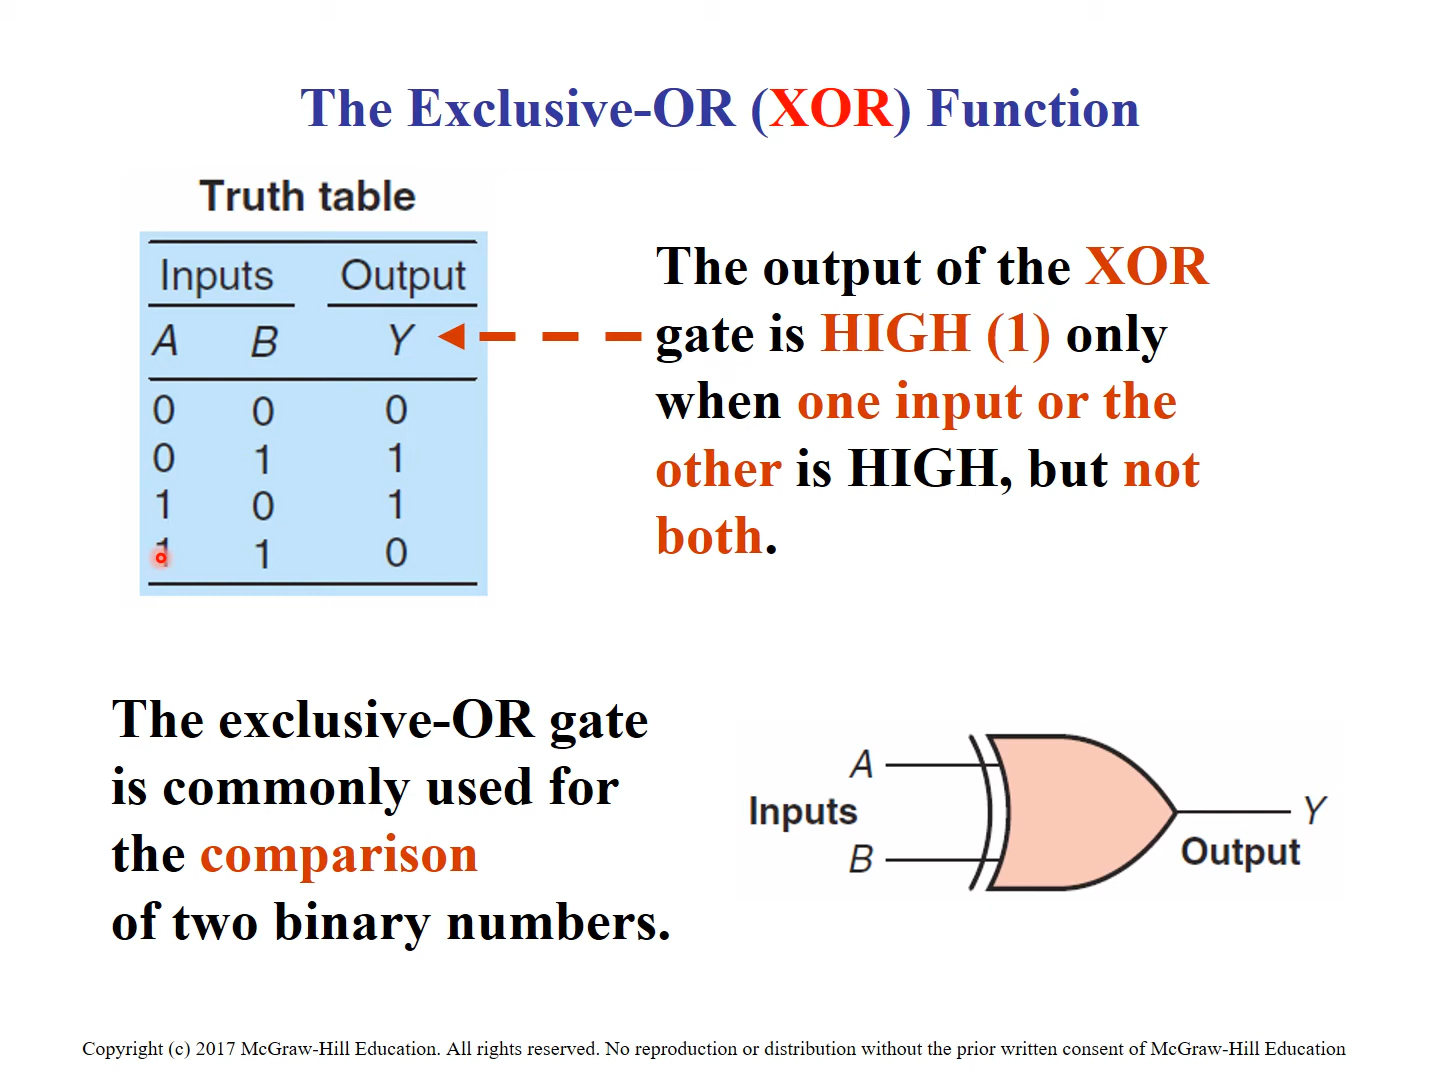 The Exclusive-OR (XOR) Function
Truth table
Inputs Output
A B Y
0 0 0
0 1 1
1 0 1
1 1 0
The output of the XOR
gate is HIGH (1) only
when one input or the
other is HIGH, but not
both.
The exclusive-OR gate
is commonly used for
the comparison
of two binary numbers.
A
Inputs
B
Y
Output
Copyright (c) 2017 McGraw-Hill Education. All rights reserved. No reproduction or distribution without the prior written consent of McGraw-Hill Education